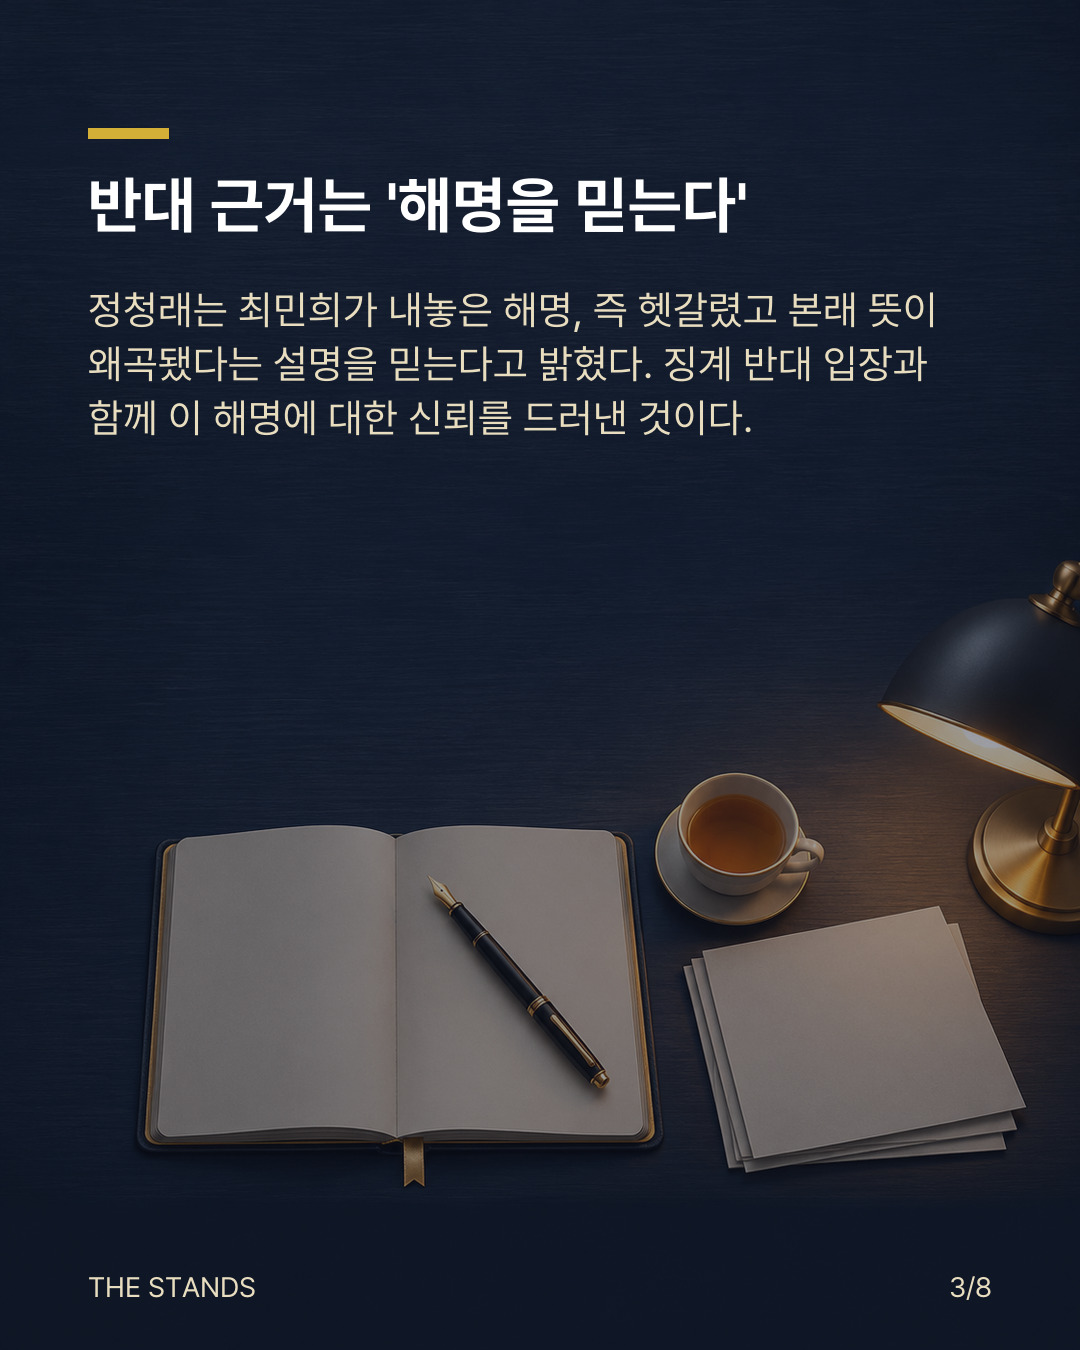 반대 근거는 '해명을 믿는다'
정청래는 최민희가 내놓은 해명, 즉 헷갈렸고 본래 뜻이
왜곡됐다는 설명을 믿는다고 밝혔다. 징계 반대 입장과
함께 이 해명에 대한 신뢰를 드러낸 것이다.
THE STANDS
3/8